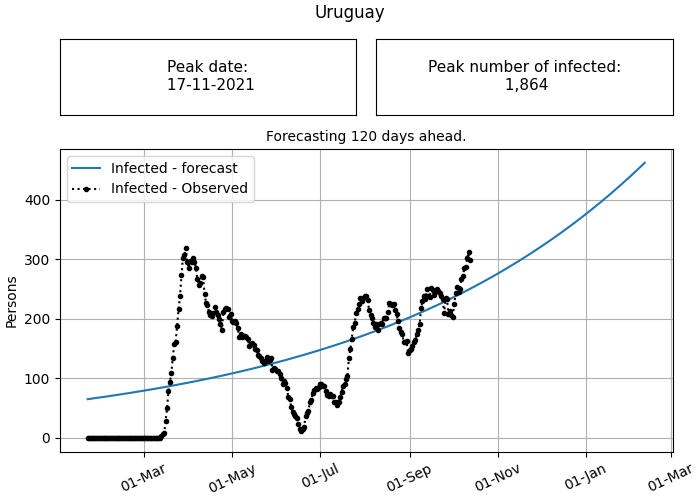 Uruguay
Peak date:
17-11-2021
Peak number of infected:
1,864
Forecasting 120 days ahead.
Infected - forecast
Infected - Observed
Persons
400
300
200
100
0
01-Mar
01-May
01-Jul
01-Sep
01-Nov
01-Jan
01-Mar